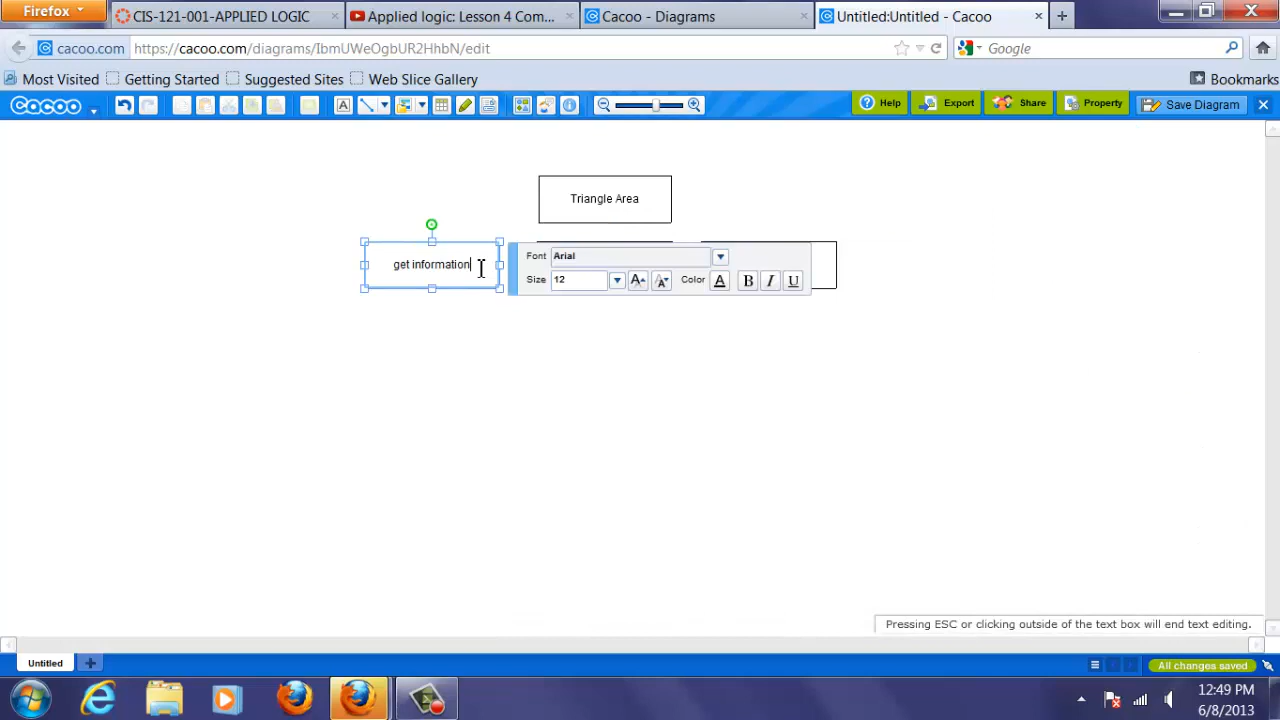 Firefox
CIS-121-001-APPLIED LOGIC
Applied logic: Lesson 4 Com...
Cacoo - Diagrams
Untitled:Untitled - Cacoo
cacoo.com
https://cacoo.com/diagrams/IbmUWeOgbUR2HhbN/edit
Google
Most Visited
Getting Started
Suggested Sites
Web Slice Gallery
Bookmarks
Cacoo
Help
Export
Share
Property
Save Diagram
Triangle Area
get information
Font
Arial
Size
12
Color
A
B
I
U
Pressing ESC or clicking outside of the text box will end text editing.
Untitled
All changes saved
12:49 PM
6/8/2013